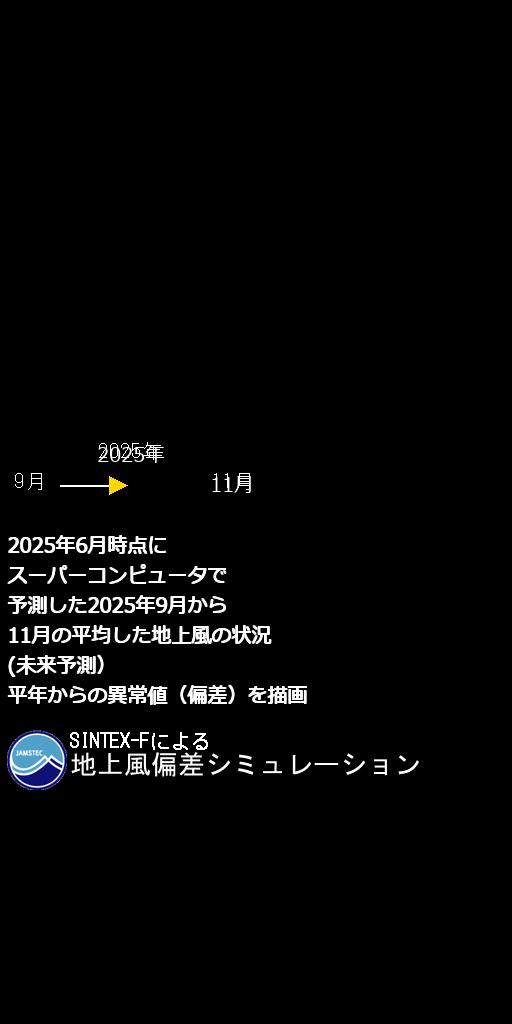 2025年
9月
11月
2025年6月時点に
スーパーコンピュータで
予測した2025年9月から
11月の平均した地上風の状況
(未来予測）
平年からの異常値（偏差）を描画
SINTEX-Fによる
JAMSTEC
地上風偏差シミュレーション